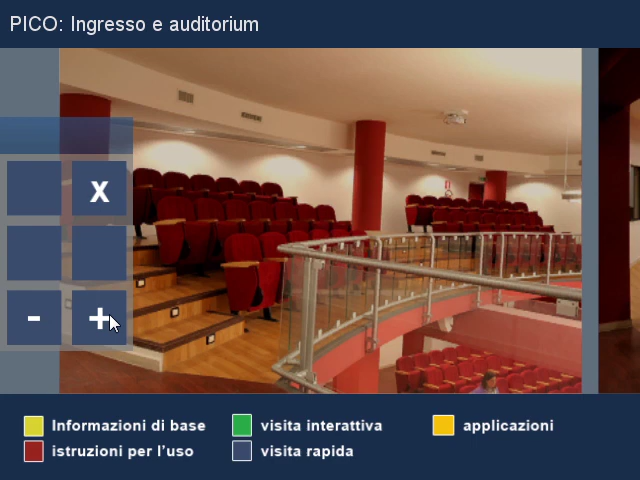 PICO: Ingresso e auditorium
X
- +
Informazioni di base
visita interattiva
applicazioni
istruzioni per l'uso
visita rapida